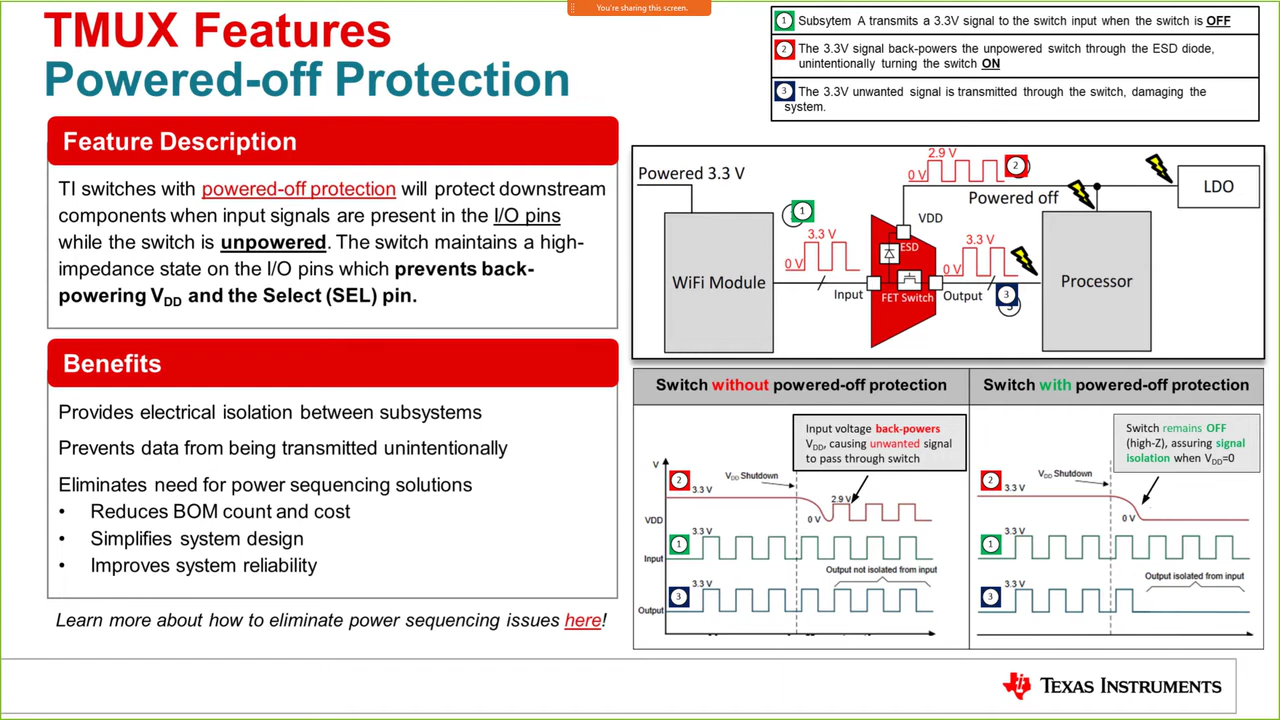 You're sharing this screen.
TMUX Features
Powered-off Protection
1 Subsytem A transmits a 3.3V signal to the switch input when the switch is OFF
2 The 3.3V signal back-powers the unpowered switch through the ESD diode,
unintentionally turning the switch ON
3 The 3.3V unwanted signal is transmitted through the switch, damaging the
system.
Feature Description
TI switches with powered-off protection will protect downstream
components when input signals are present in the I/O pins
while the switch is unpowered. The switch maintains a high-
impedance state on the I/O pins which prevents back-
powering VDD and the Select (SEL) pin.
Benefits
Provides electrical isolation between subsystems
Prevents data from being transmitted unintentionally
Eliminates need for power sequencing solutions
• Reduces BOM count and cost
• Simplifies system design
• Improves system reliability
Learn more about how to eliminate power sequencing issues here!
Powered 3.3 V
2.9 V
2
0 V
Powered off
LDO
1
VDD
3.3 V
0 V
ESD
3.3 V
0 V
WiFi Module
Input
FET Switch
Output
3
Processor
Switch without powered-off protection
Switch with powered-off protection
Input voltage back-powers
VDD, causing unwanted signal
to pass through switch
V
VDD Shutdown
2
3.3 V
2.9 V
0 V
VDD
1
3.3 V
Input
Output not isolated from input
3
3.3 V
Output
Switch remains OFF
(high-Z), assuring signal
isolation when VDD=0
VDD Shutdown
2
3.3 V
0 V
1
3.3 V
Output isolated from input
3
3.3 V
TEXAS INSTRUMENTS